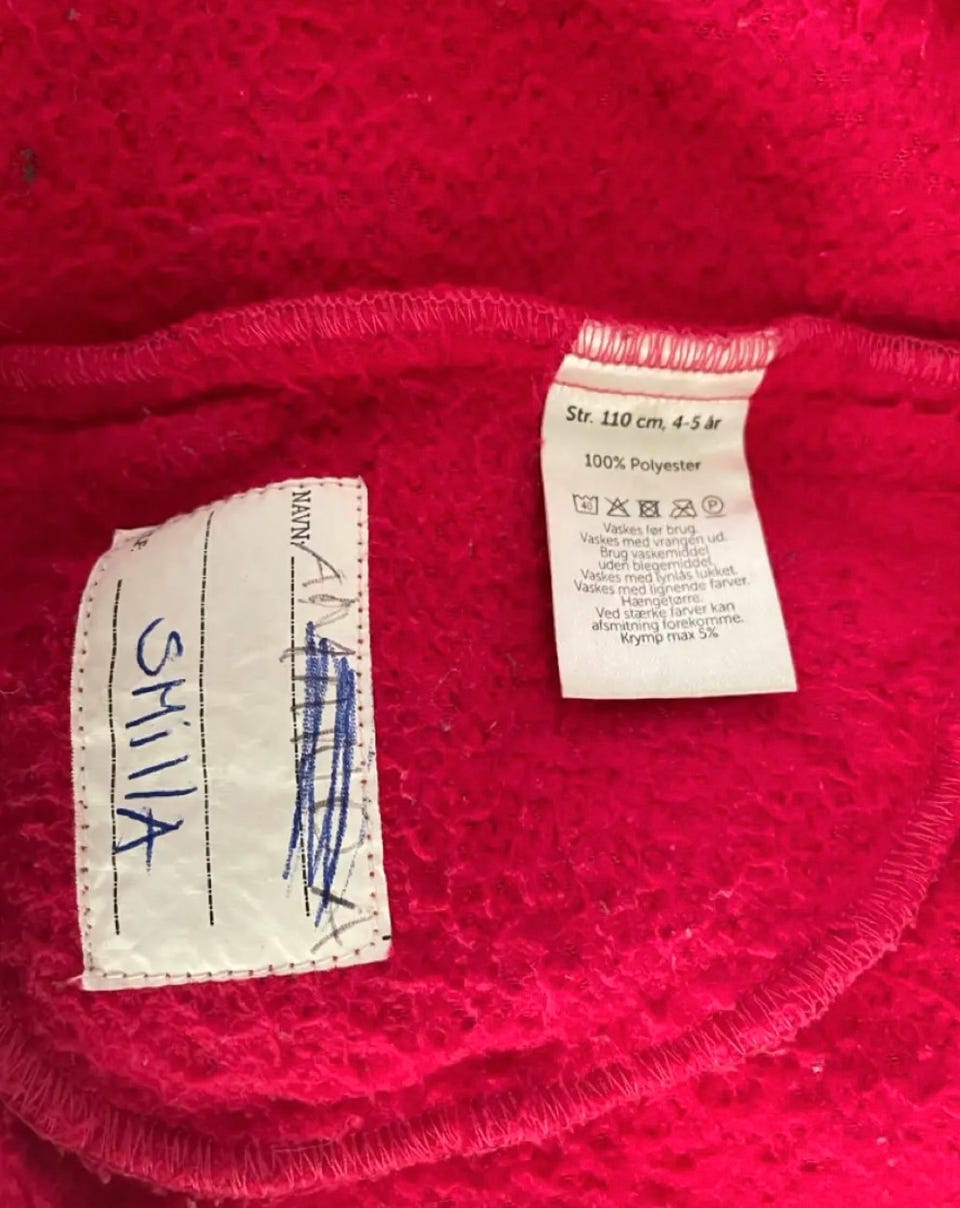 Str. 110 cm, 4-5 år
100% Polyester
40 P
Vaskes før brug.
Vaskes med vrangen ud.
Brug vaskemiddel
uden blegemiddel.
Vaskes med lynlås lukket.
Vaskes med lignende farver.
Hængetørre.
Ved stærke farver kan
afsmitning forekomme.
Krymp max 5%
NAVN:
SMILLA